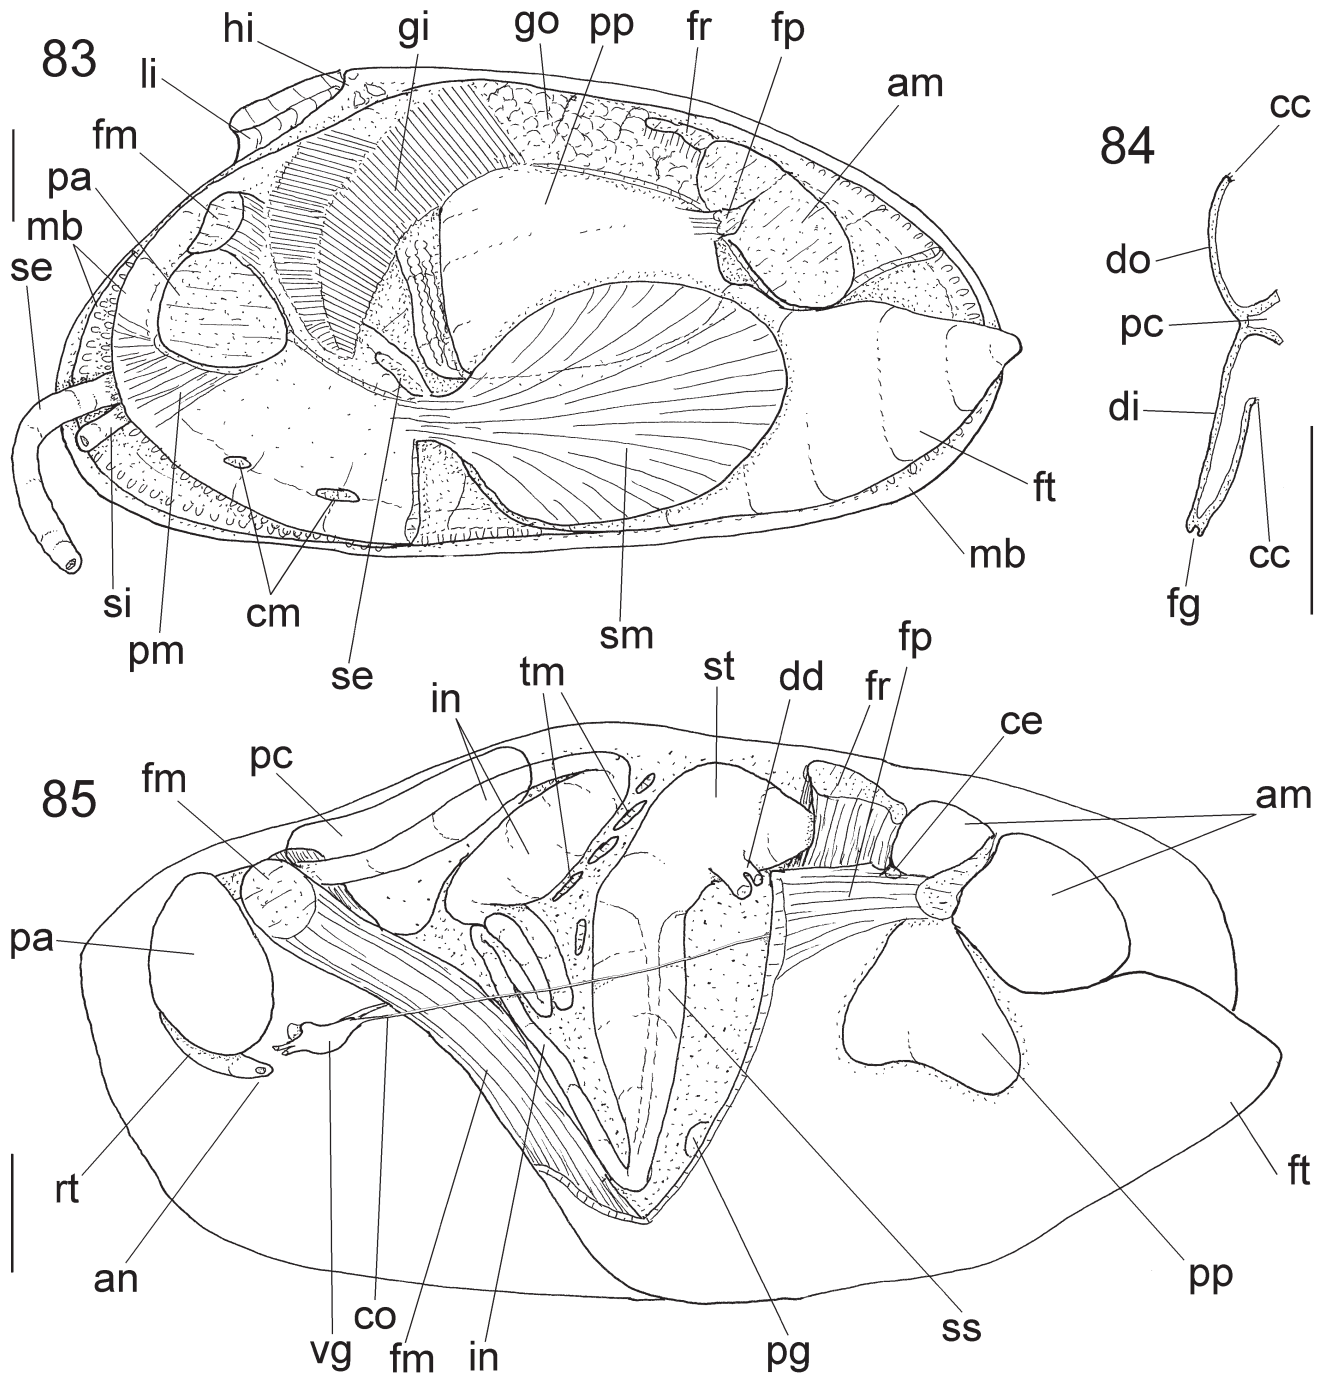 83
hi
gi
go
pp
fr
fp
li
am
fm
pa
mb
se
ft
mb
si
cm
pm
se
sm
84
cc
do
pc
di
cc
fg
85
fm
pc
in
tm
st
dd
fr
fp
ce
am
pa
rt
an
vg
co
fm
in
pg
ss
pp
ft